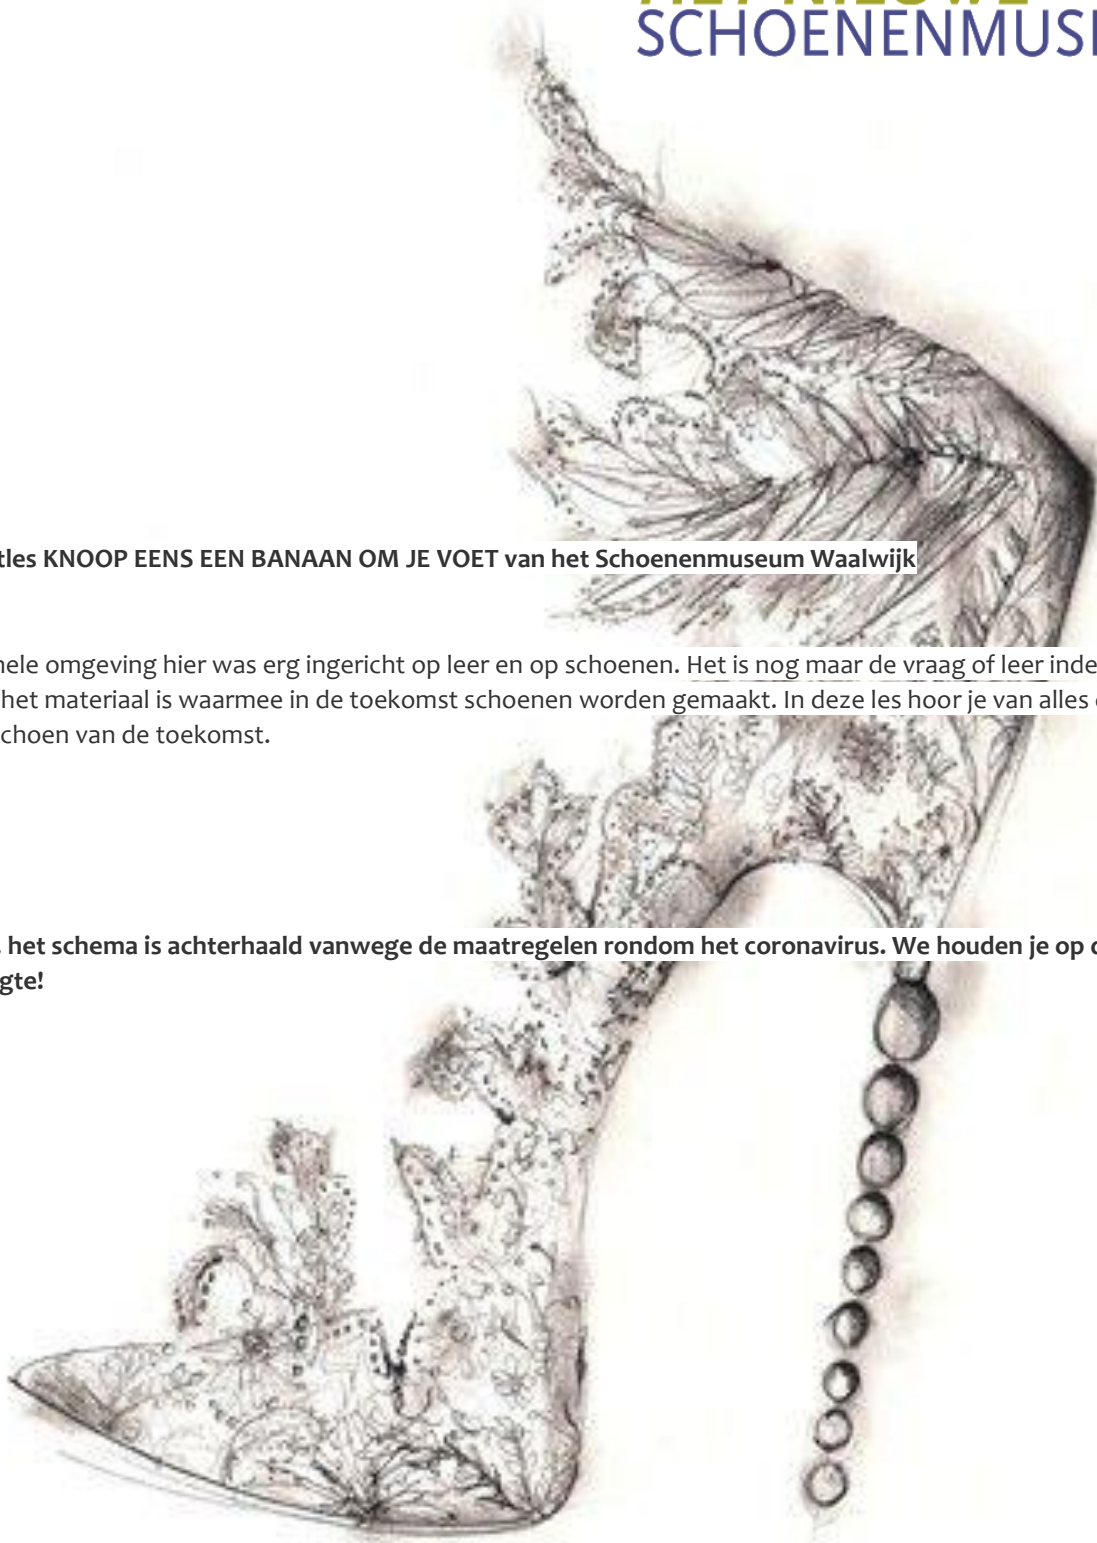 HET NIEUWE
SCHOENENMUS
tles KNOOP EENS EEN BANAAN OM JE VOET van het Schoenenmuseum Waalwijk
hele omgeving hier was erg ingericht op leer en op schoenen. Het is nog maar de vraag of leer inde
het materiaal is waarmee in de toekomst schoenen worden gemaakt. In deze les hoor je van alles
choen van de toekomst.
het schema is achterhaald vanwege de maatregelen rondom het coronavirus. We houden je op d
gte!